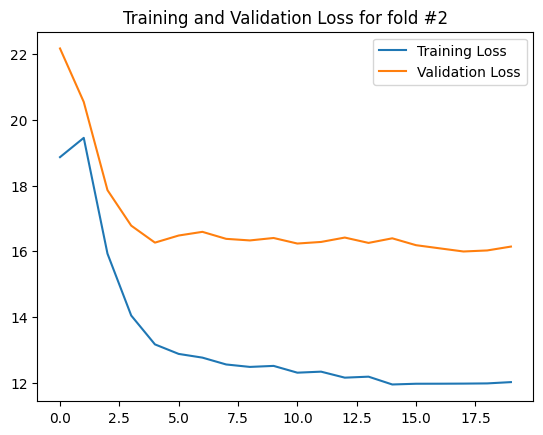 Training and Validation Loss for fold #2
Training Loss
Validation Loss
22
20
18
16
14
12
0.0 2.5 5.0 7.5 10.0 12.5 15.0 17.5